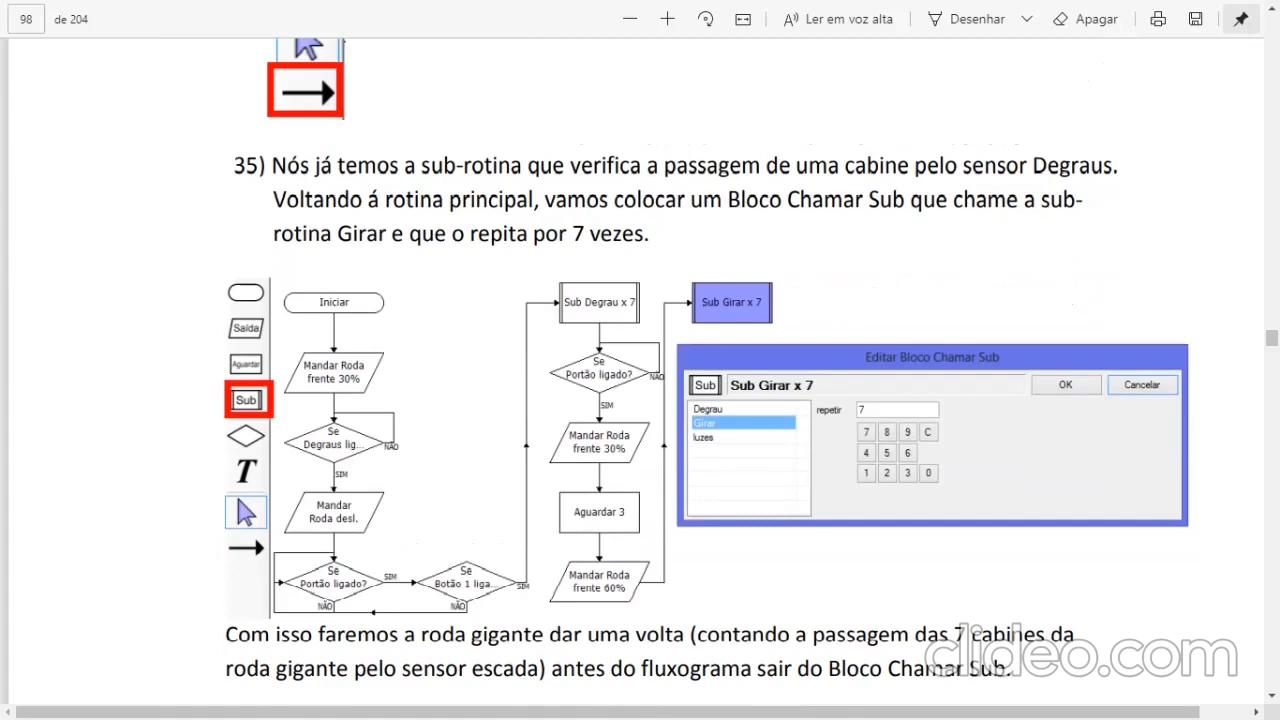 98 de 204 Ler em voz alta Desenhar Apagar
35) Nós já temos a sub-rotina que verifica a passagem de uma cabine pelo sensor Degraus.
Voltando á rotina principal, vamos colocar um Bloco Chamar Sub que chame a sub-
rotina Girar e que o repita por 7 vezes.
Saída
Aguardar
Sub
T
Iniciar
Mandar Roda
frente 30%
Se
Degraus lig...
NÃO
SIM
Mandar
Roda desl.
Se
Portão ligado?
SIM
NÃO
Se
Botão 1 liga...
SIM
NÃO
Sub Degrau x 7
Se
Portão ligado?
NÃO
SIM
Mandar Roda
frente 30%
Aguardar 3
Mandar Roda
frente 60%
Sub Girar x 7
Editar Bloco Chamar Sub
Sub Sub Girar x 7 OK Cancelar
Degrau
Girar
luzes
repetir 7
7 8 9 C
4 5 6
1 2 3 0
Com isso faremos a roda gigante dar uma volta (contando a passagem das 7 cabines da
roda gigante pelo sensor escada) antes do fluxograma sair do Bloco Chamar Sub.
clideo.com